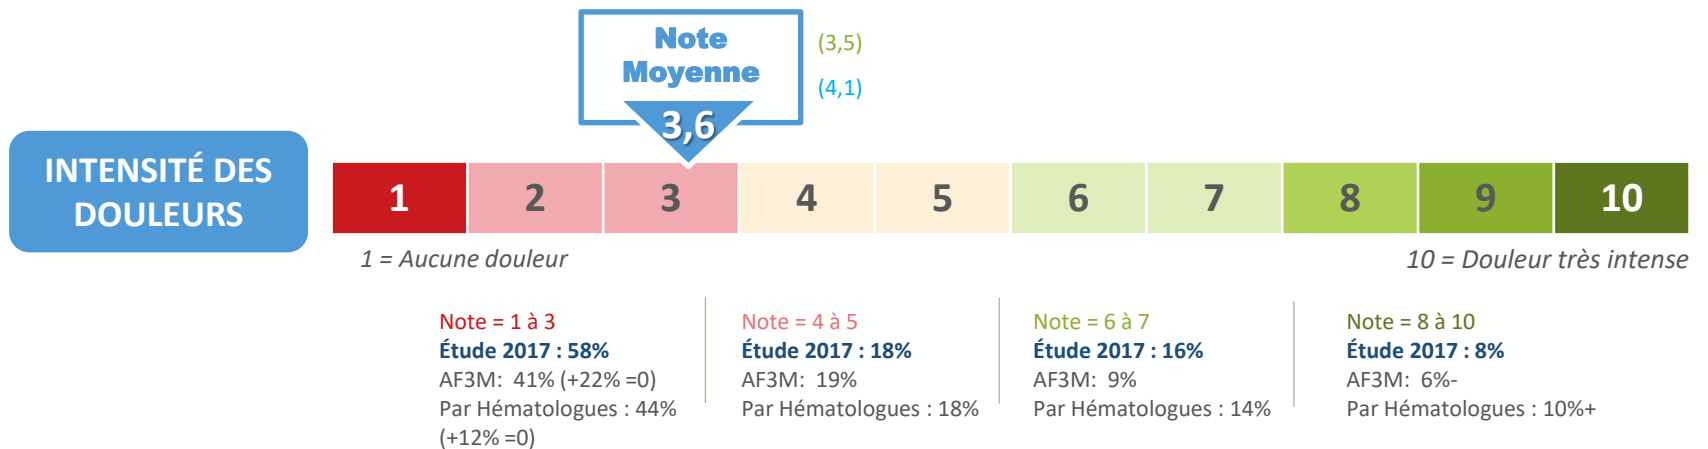 Note
Moyenne
3,6
(3,5)
(4,1)
INTENSITÉ DES
DOULEURS
1 2 3 4 5 6 7 8 9 10
1 = Aucune douleur
10 = Douleur très intense
Note = 1 à 3
Étude 2017 : 58%
AF3M: 41% (+22% =0)
Par Hématologues : 44%
(+12% =0)
Note = 4 à 5
Étude 2017 : 18%
AF3M: 19%
Par Hématologues : 18%
Note = 6 à 7
Étude 2017 : 16%
AF3M: 9%
Par Hématologues : 14%
Note = 8 à 10
Étude 2017 : 8%
AF3M: 6%-
Par Hématologues : 10%+